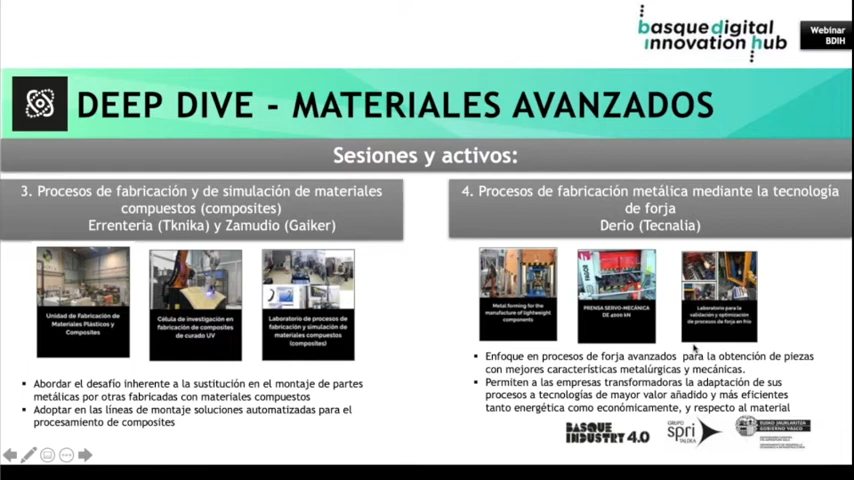 basque digital
innovation hub
Webinar
BDIH
DEEP DIVE - MATERIALES AVANZADOS
Sesiones y activos:
3. Procesos de fabricación y de simulación de materiales
compuestos (composites)
Errenteria (Tknika) y Zamudio (Gaiker)
Unidad de Fabricación de
Materiales Plásticos y
Composites
Célula de investigación en
fabricación de composites
de curado UV
Laboratorio de procesos de
fabricación y simulación de
materiales compuestos
(composites)
Abordar el desafío inherente a la sustitución en el montaje de partes
metálicas por otras fabricadas con materiales compuestos
Adoptar en las líneas de montaje soluciones automatizadas para el
procesamiento de composites
4. Procesos de fabricación metálica mediante la tecnología
de forja
Derio (Tecnalia)
Metal forming for the
manufacture of lightweight
components
FAGOR
PRENSA SERVO-MECÁNICA
DE 4000 kN
Laboratorio para la
validación y optimización
de procesos de forja en frío
Enfoque en procesos de forja avanzados para la obtención de piezas
con mejores características metalúrgicas y mecánicas.
Permiten a las empresas transformadoras la adaptación de sus
procesos a tecnologías de mayor valor añadido y más eficientes
tanto energética como económicamente, y respecto al material
BASQUE
INDUSTRY 4.0
GRUPO
spri
TALDEA
EUSKO JAURLARITZA
GOBIERNO VASCO